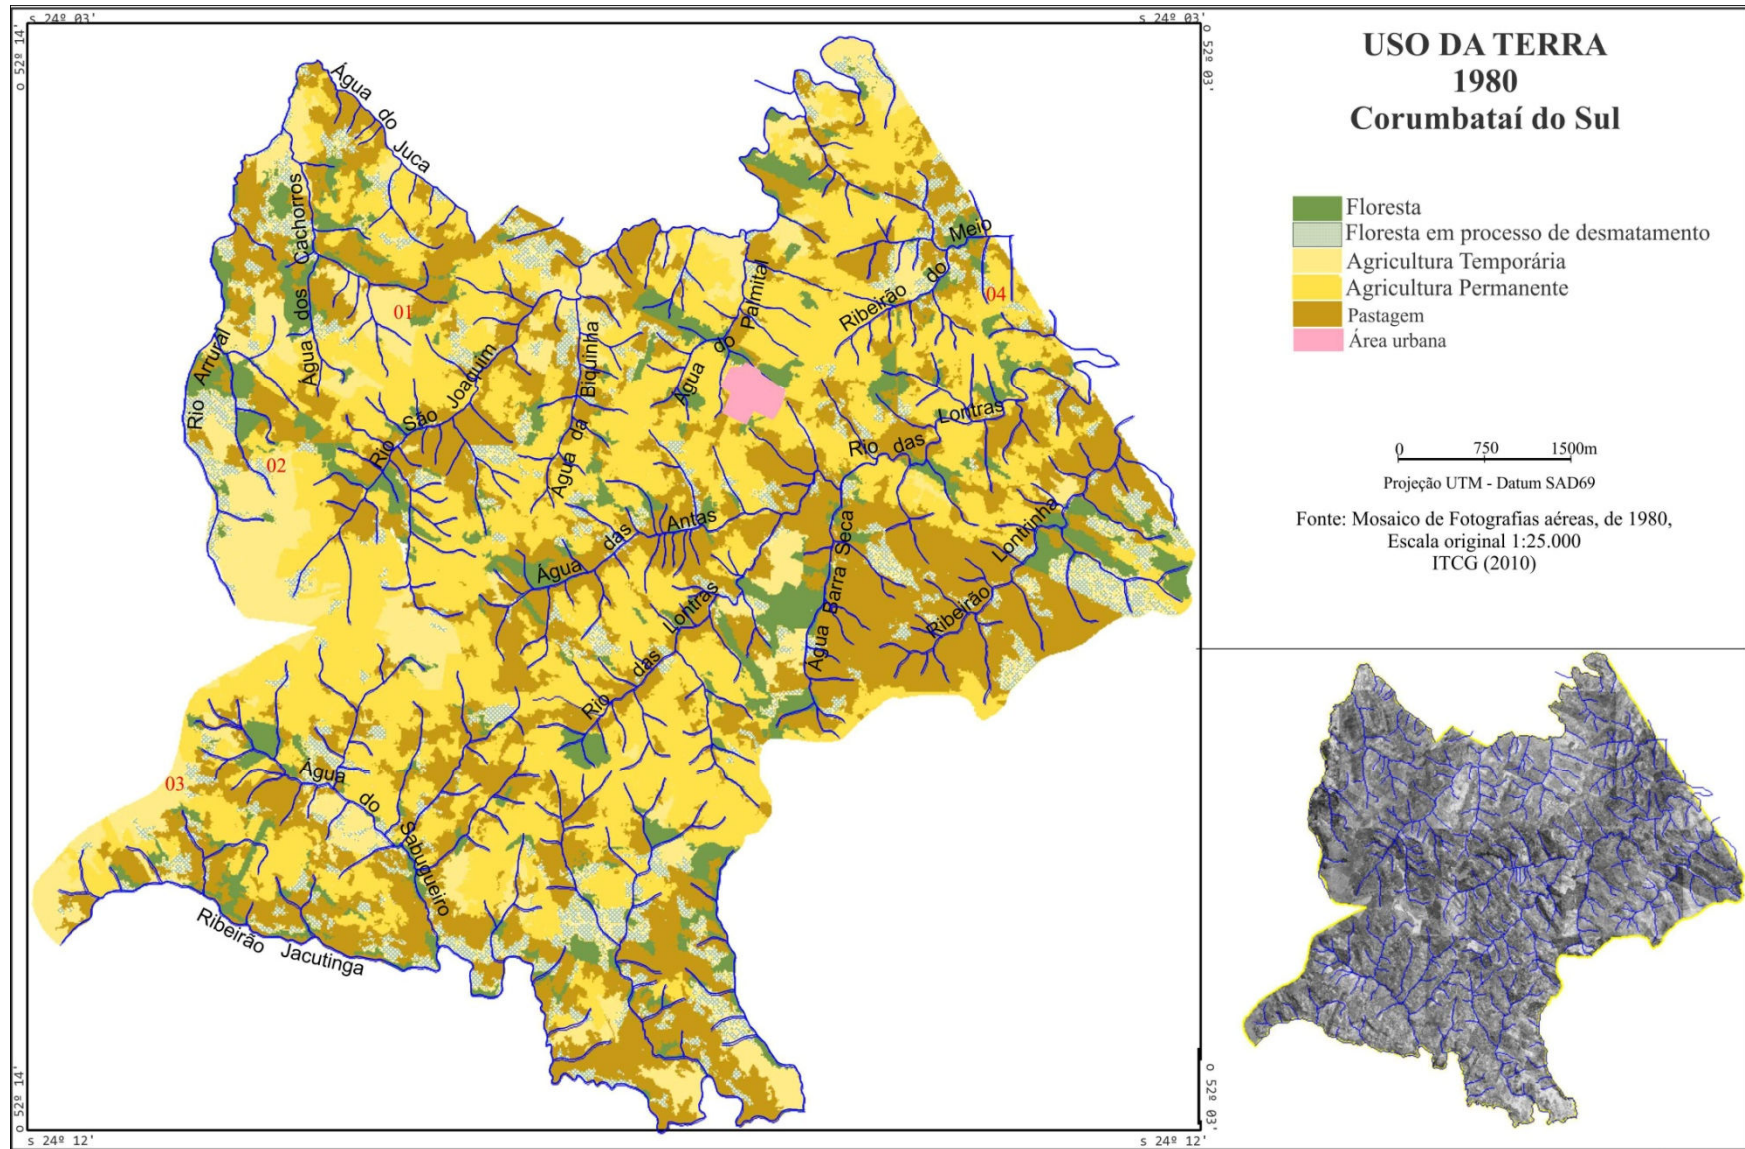 s 24º 03'
s 24º 03'
o 52º 14'
o 52º 03'
USO DA TERRA
1980
Corumbataí do Sul
Floresta
Floresta em processo de desmatamento
Agricultura Temporária
Agricultura Permanente
Pastagem
Área urbana
0 750 1500m
Projeção UTM - Datum SAD69
Fonte: Mosaico de Fotografias aéreas, de 1980,
Escala original 1:25.000
ITCG (2010)
Água do Juca
Água dos Cachorros
01
Rio Arrural
02
Rio São Joaquim
Água da Biquinha
Água do Palmital
Ribeirão do Meio
04
Rio das Lontras
Água das Antas
Água Barra Seca
Ribeirão Lontrinha
Rio das Lontras
03
Água do Sabugueiro
Ribeirão Jacutinga
o 52º 14'
o 52º 03'
s 24º 12'
s 24º 12'